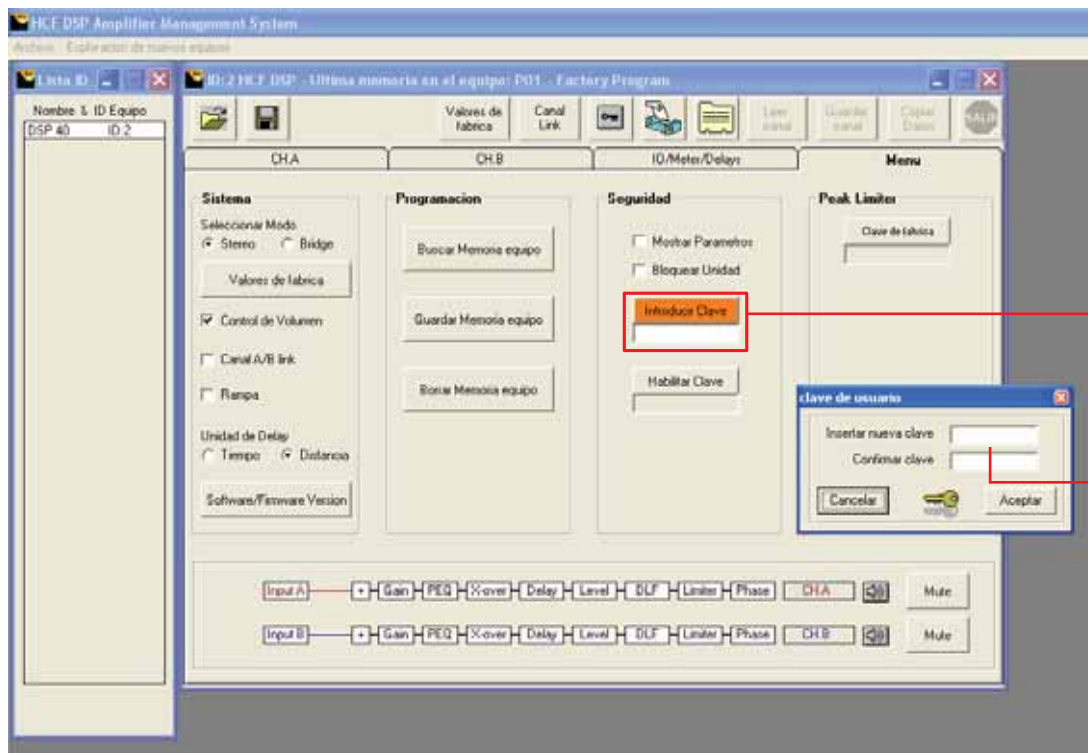 HCF DSP Amplifier Management System
Archivo Exploracion de nuevos equipos
Lista ID
Nombre & ID Equipo
DSP 40 ID:2
ID:2 HCF DSP - Ultima memoria en el equipo: P01 - Factory Program
Valores de fabrica
Canal Link
Leer canal
Guardar canal
Copiar Datos
SALIR
CH.A
CH.B
IO/Meter/Delays
Menu
Sistema
Seleccionar Modo
Stereo Bridge
Valores de fabrica
Control de Volumen
Canal A/B link
Rampa
Unidad de Delay
Tiempo Distancia
Software/Firmware Version
Programacion
Buscar Memoria equipo
Guardar Memoria equipo
Borrar Memoria equipo
Seguridad
Mostrar Parametros
Bloquear Unidad
Introducir Clave
Habilitar Clave
Peak Limiter
Clave de fabrica
clave de usuario
Insertar nueva clave
Confirmar clave
Cancelar
Aceptar
Input A + Gain PEQ X-over Delay Level DLF Limiter Phase CH.A Mute
Input B + Gain PEQ X-over Delay Level DLF Limiter Phase CH.B Mute